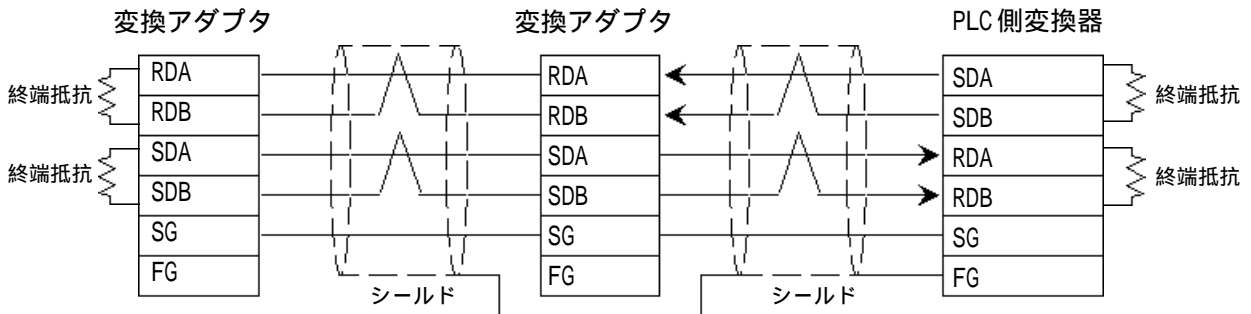 変換アダプタ
変換アダプタ
PLC側変換器
終端抵抗
終端抵抗
RDA
RDB
SDA
SDB
SG
FG
シールド
RDA
RDB
SDA
SDB
SG
FG
シールド
SDA
SDB
RDA
RDB
SG
FG
終端抵抗
終端抵抗